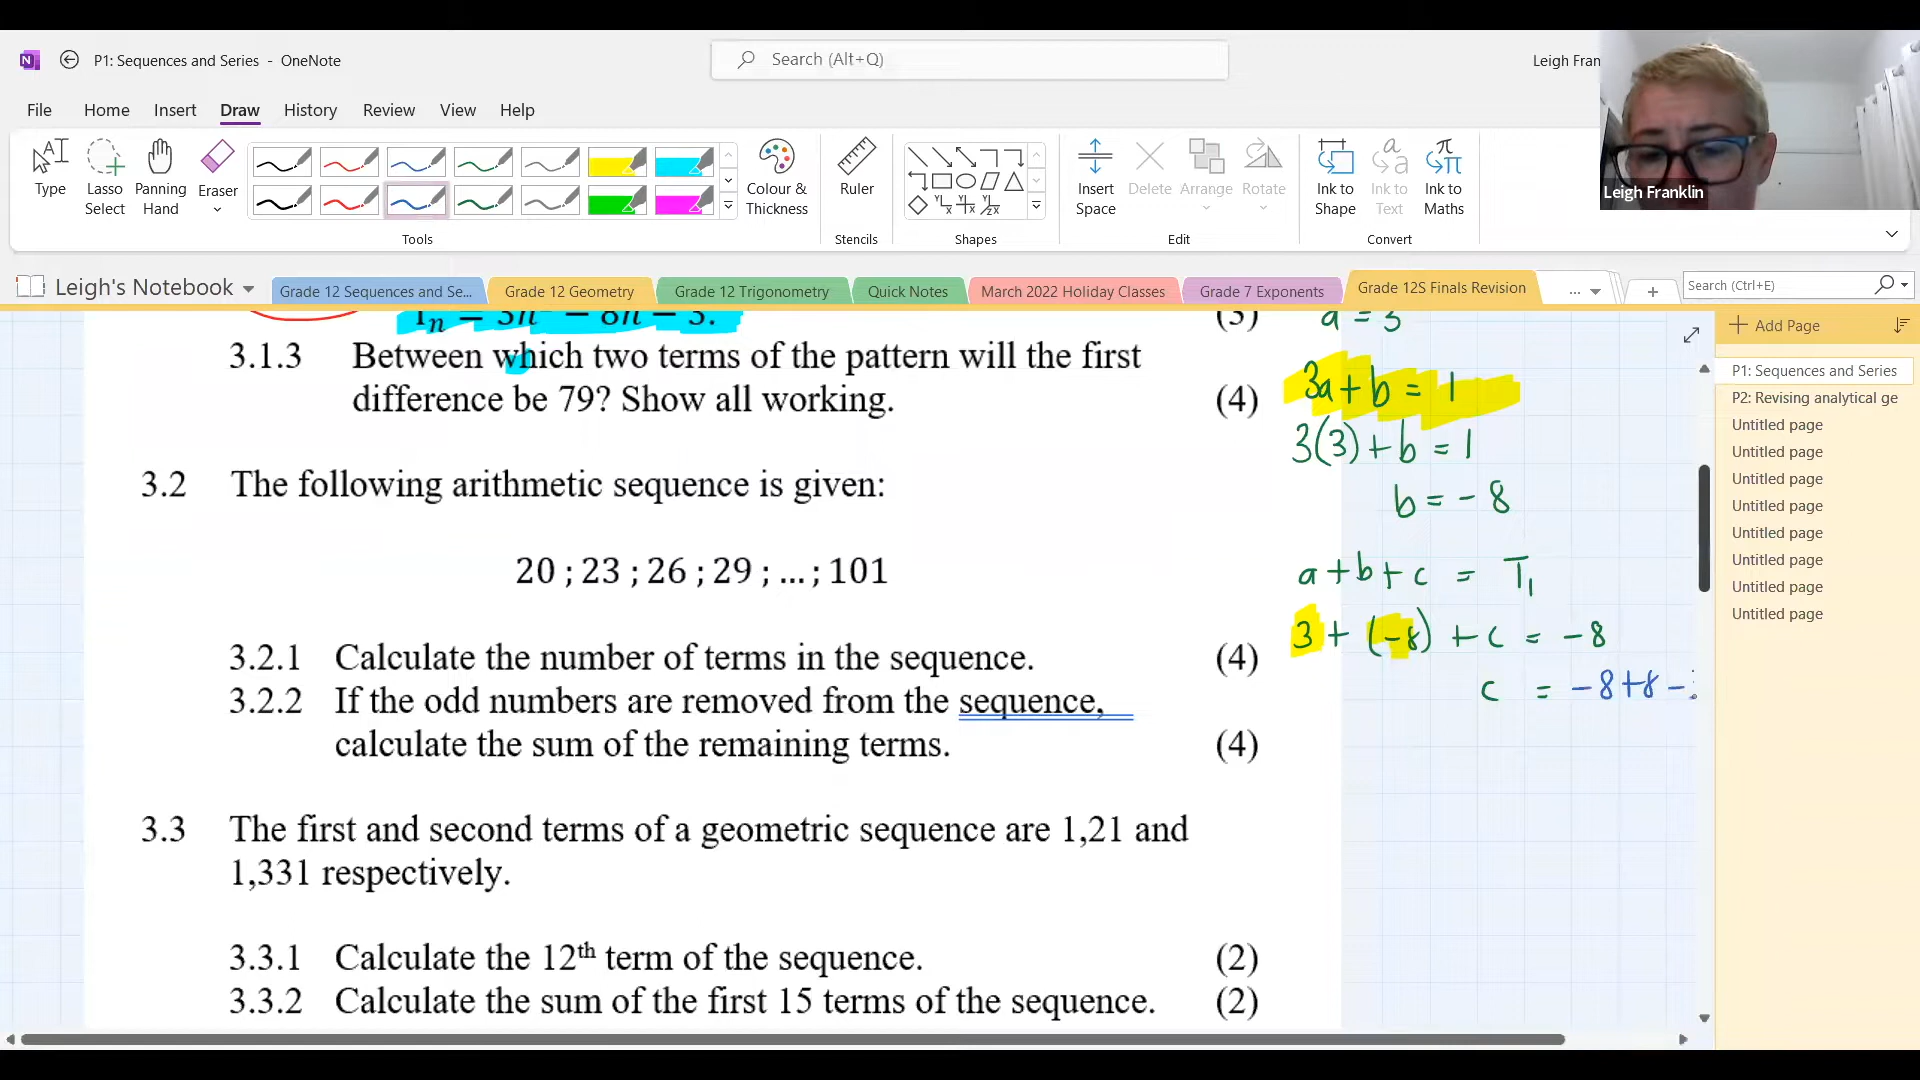 P1: Sequences and Series - OneNote
Search (Alt+Q)
Leigh Fran
File Home Insert Draw History Review View Help
Type
Lasso Select
Panning Hand
Eraser
Colour & Thickness
Ruler
Insert Space
Delete
Arrange
Rotate
Ink to Shape
Ink to Text
Ink to Maths
Leigh Franklin
Tools
Stencils
Shapes
Edit
Convert
Leigh's Notebook
Grade 12 Sequences and Se...
Grade 12 Geometry
Grade 12 Trigonometry
Quick Notes
March 2022 Holiday Classes
Grade 7 Exponents
Grade 12S Finals Revision
...
Search (Ctrl+E)
Add Page
P1: Sequences and Series
P2: Revising analytical ge
Untitled page
Untitled page
Untitled page
Untitled page
Untitled page
Untitled page
Untitled page
Untitled page
(3)
3.1.3 Between which two terms of the pattern will the first
difference be 79? Show all working. (4)
3.2 The following arithmetic sequence is given:
20 ; 23 ; 26 ; 29 ; ... ; 101
3.2.1 Calculate the number of terms in the sequence. (4)
3.2.2 If the odd numbers are removed from the sequence,
calculate the sum of the remaining terms. (4)
3.3 The first and second terms of a geometric sequence are 1,21 and
1,331 respectively.
3.3.1 Calculate the 12th term of the sequence. (2)
3.3.2 Calculate the sum of the first 15 terms of the sequence. (2)
a = 3
3a + b = 1
3(3) + b = 1
b = - 8
a + b + c = T1
3 + (-8) + c = -8
c = -8+8-